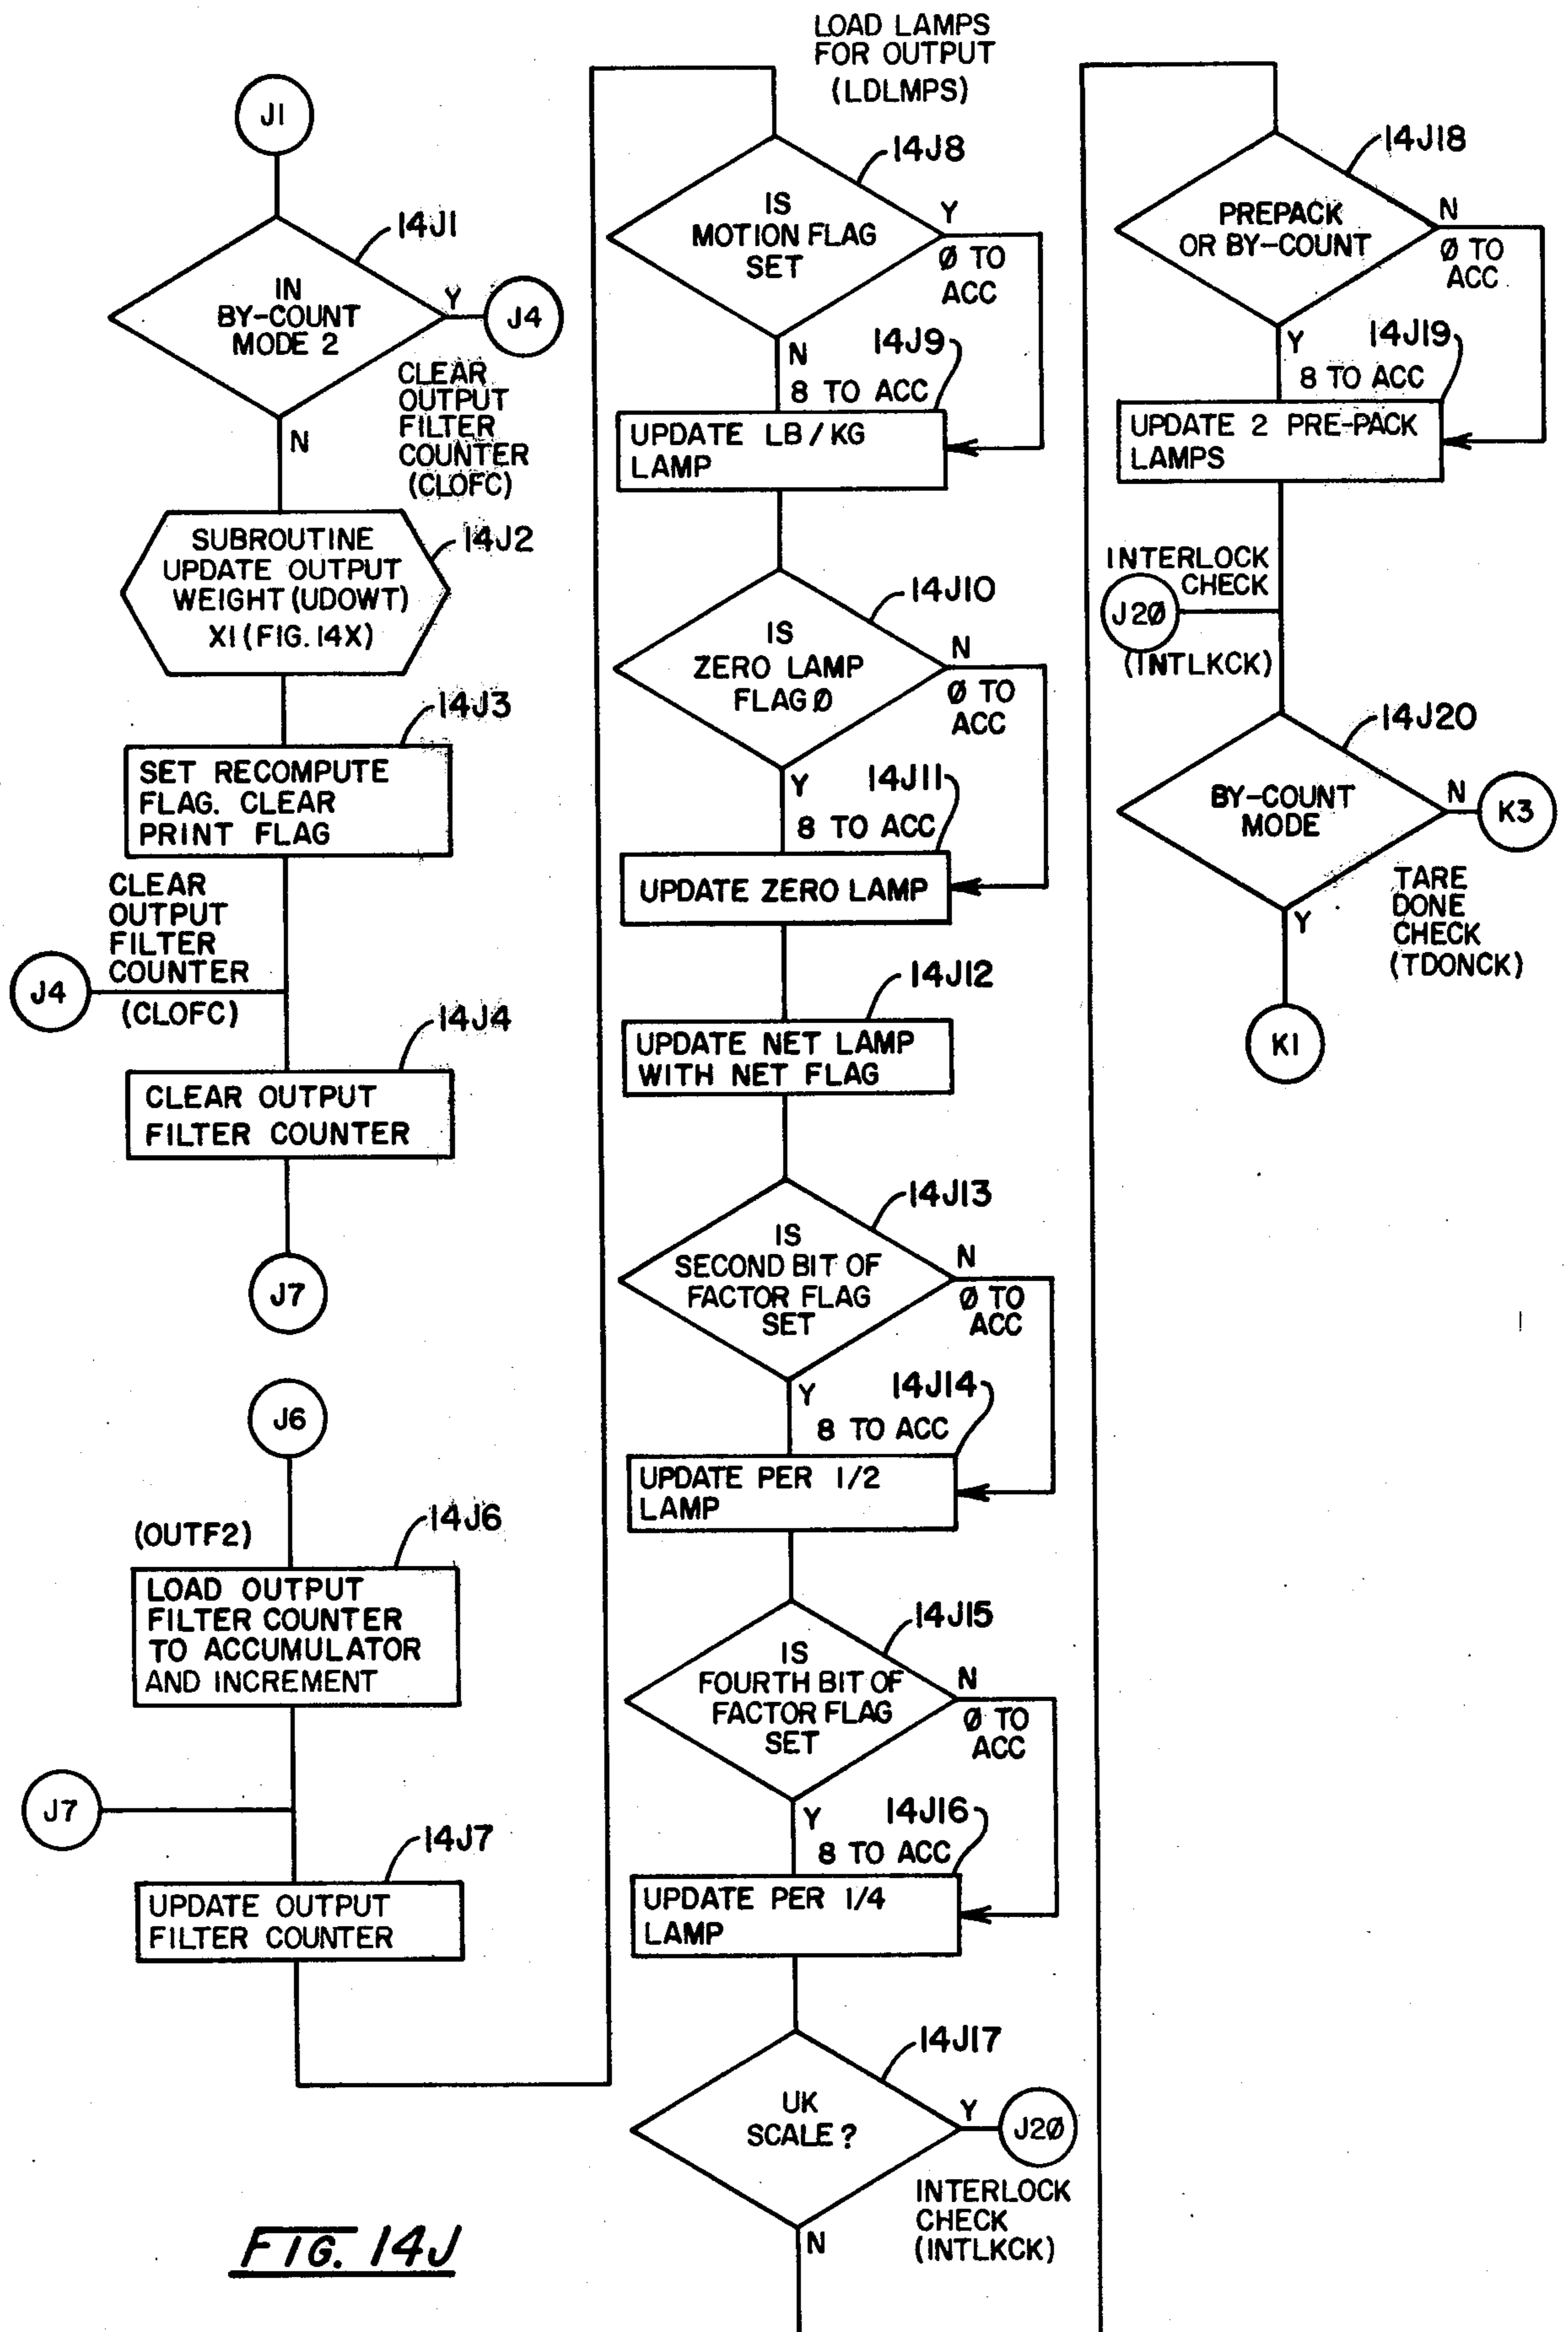 J1
14J1
IN
BY-COUNT
MODE 2
Y
J4
CLEAR
OUTPUT
FILTER
COUNTER
(CLOFC)
N
SUBROUTINE
UPDATE OUTPUT
WEIGHT (UDOWT)
X1 (FIG. 14X)
14J2
14J3
SET RECOMPUTE
FLAG. CLEAR
PRINT FLAG
CLEAR
OUTPUT
FILTER
COUNTER
J4
(CLOFC)
14J4
CLEAR OUTPUT
FILTER COUNTER
J7
J6
(OUTF2)
14J6
LOAD OUTPUT
FILTER COUNTER
TO ACCUMULATOR
AND INCREMENT
J7
14J7
UPDATE OUTPUT
FILTER COUNTER
LOAD LAMPS
FOR OUTPUT
(LDLMPS)
14J8
IS
MOTION FLAG
SET
Y
Ø TO
ACC
N
8 TO ACC
14J9
UPDATE LB/KG
LAMP
14J10
IS
ZERO LAMP
FLAG Ø
N
Ø TO
ACC
Y
8 TO ACC
14J11
UPDATE ZERO LAMP
14J12
UPDATE NET LAMP
WITH NET FLAG
14J13
IS
SECOND BIT OF
FACTOR FLAG
SET
N
Ø TO
ACC
Y
8 TO ACC
14J14
UPDATE PER 1/2
LAMP
14J15
IS
FOURTH BIT OF
FACTOR FLAG
SET
N
Ø TO
ACC
Y
8 TO ACC
14J16
UPDATE PER 1/4
LAMP
14J17
UK
SCALE?
Y
J2Ø
INTERLOCK
CHECK
(INTLKCK)
N
14J18
PREPACK
OR BY-COUNT
N
Ø TO
ACC
Y
8 TO ACC
14J19
UPDATE 2 PRE-PACK
LAMPS
INTERLOCK
CHECK
J2Ø
(INTLKCK)
14J20
BY-COUNT
MODE
N
K3
TARE
DONE
CHECK
(TDONCK)
Y
K1
FIG. 14J